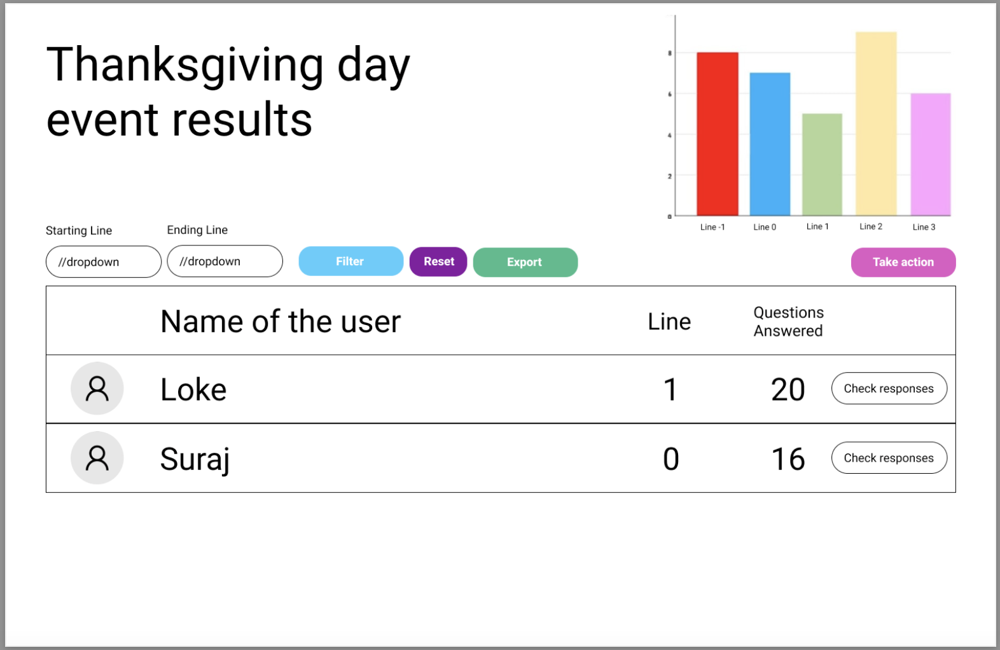 Thanksgiving day
event results
8
6
4
2
0
Line -1 Line 0 Line 1 Line 2 Line 3
Starting Line Ending Line
//dropdown //dropdown Filter Reset Export Take action
Name of the user Line Questions
Answered
Loke 1 20 Check responses
Suraj 0 16 Check responses